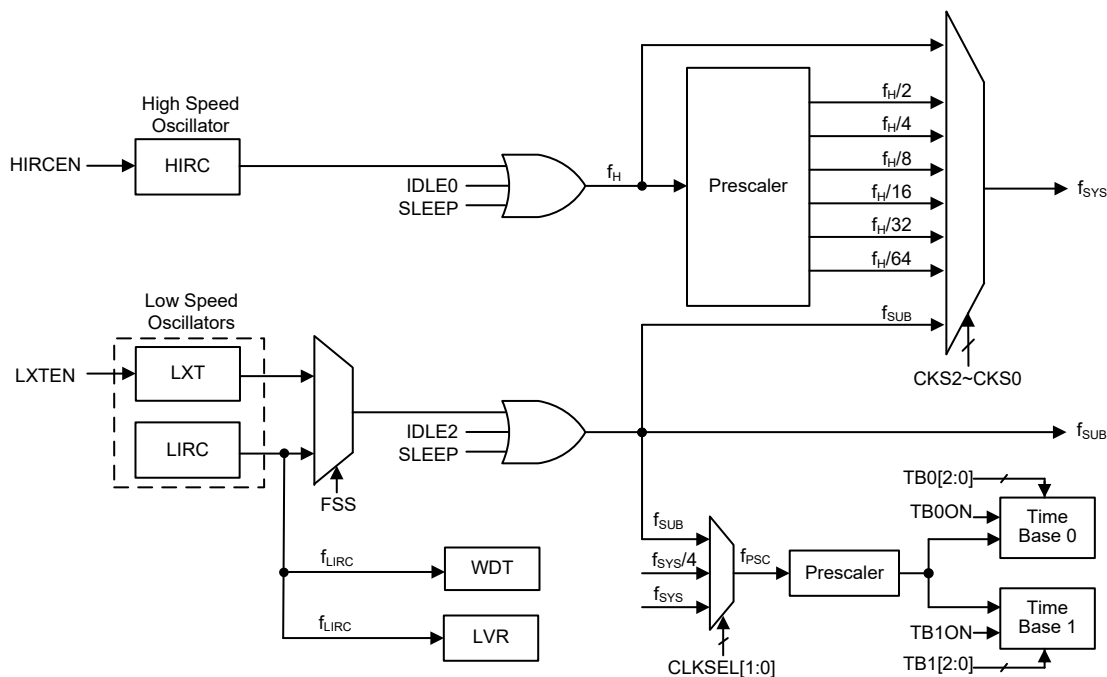 High Speed
Oscillator
HIRCEN
HIRC
IDLE0
SLEEP
fH
Prescaler
fH/2
fH/4
fH/8
fH/16
fH/32
fH/64
fSUB
fSYS
CKS2~CKS0
Low Speed
Oscillators
LXTEN
LXT
LIRC
FSS
IDLE2
SLEEP
fSUB
fLIRC
WDT
fLIRC
LVR
fSUB
fSYS/4
fSYS
CLKSEL[1:0]
fPSC
Prescaler
TB0[2:0]
TB0ON
Time
Base 0
Time
Base 1
TB1ON
TB1[2:0]